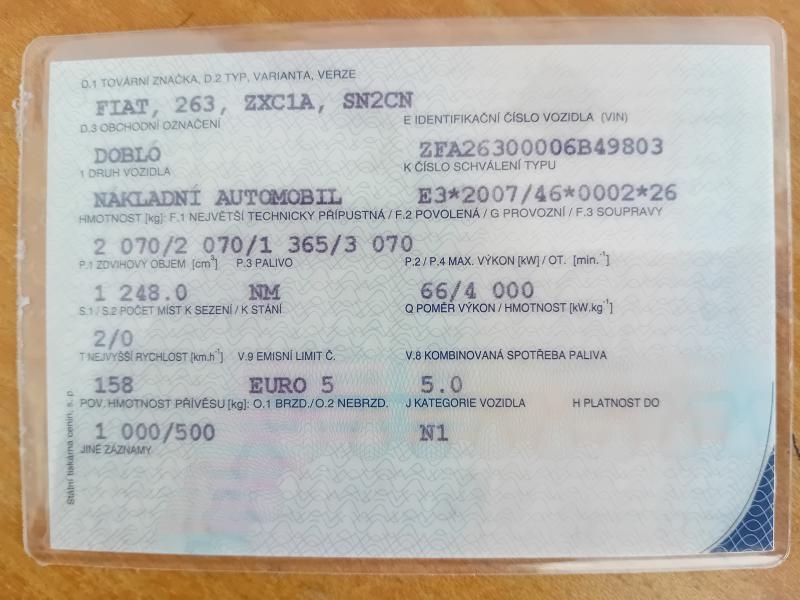 D.1 TOVÁRNÍ ZNAČKA, D.2 TYP, VARIANTA, VERZE
FIAT, 263, ZXC1A, SN2CN
D.3 OBCHODNÍ OZNAČENÍ E IDENTIFIKAČNÍ ČÍSLO VOZIDLA (VIN)
DOBLÓ ZFA26300006B49803
1 DRUH VOZIDLA K ČÍSLO SCHVÁLENÍ TYPU
NÁKLADNÍ AUTOMOBIL E3*2007/46*0002*26
HMOTNOST [kg]: F.1 NEJVĚTŠÍ TECHNICKY PŘÍPUSTNÁ / F.2 POVOLENÁ / G PROVOZNÍ / F.3 SOUPRAVY
2 070/2 070/1 365/3 070
P.1 ZDVIHOVÝ OBJEM [cm³] P.3 PALIVO P.2 / P.4 MAX. VÝKON [kW] / OT. [min.⁻¹]
1 248.0 NM 66/4 000
S.1 / S.2 POČET MÍST K SEZENÍ / K STÁNÍ Q POMĚR VÝKON / HMOTNOST [kW.kg⁻¹]
2/0
T NEJVYŠŠÍ RYCHLOST [km.h⁻¹] V.9 EMISNÍ LIMIT Č. V.8 KOMBINOVANÁ SPOTŘEBA PALIVA
158 EURO 5 5.0
POV. HMOTNOST PŘÍVĚSU [kg]: O.1 BRZD./O.2 NEBRZD. J KATEGORIE VOZIDLA H PLATNOST DO
1 000/500 N1
JINÉ ZÁZNAMY
Státní tiskárna cenin, s. p.